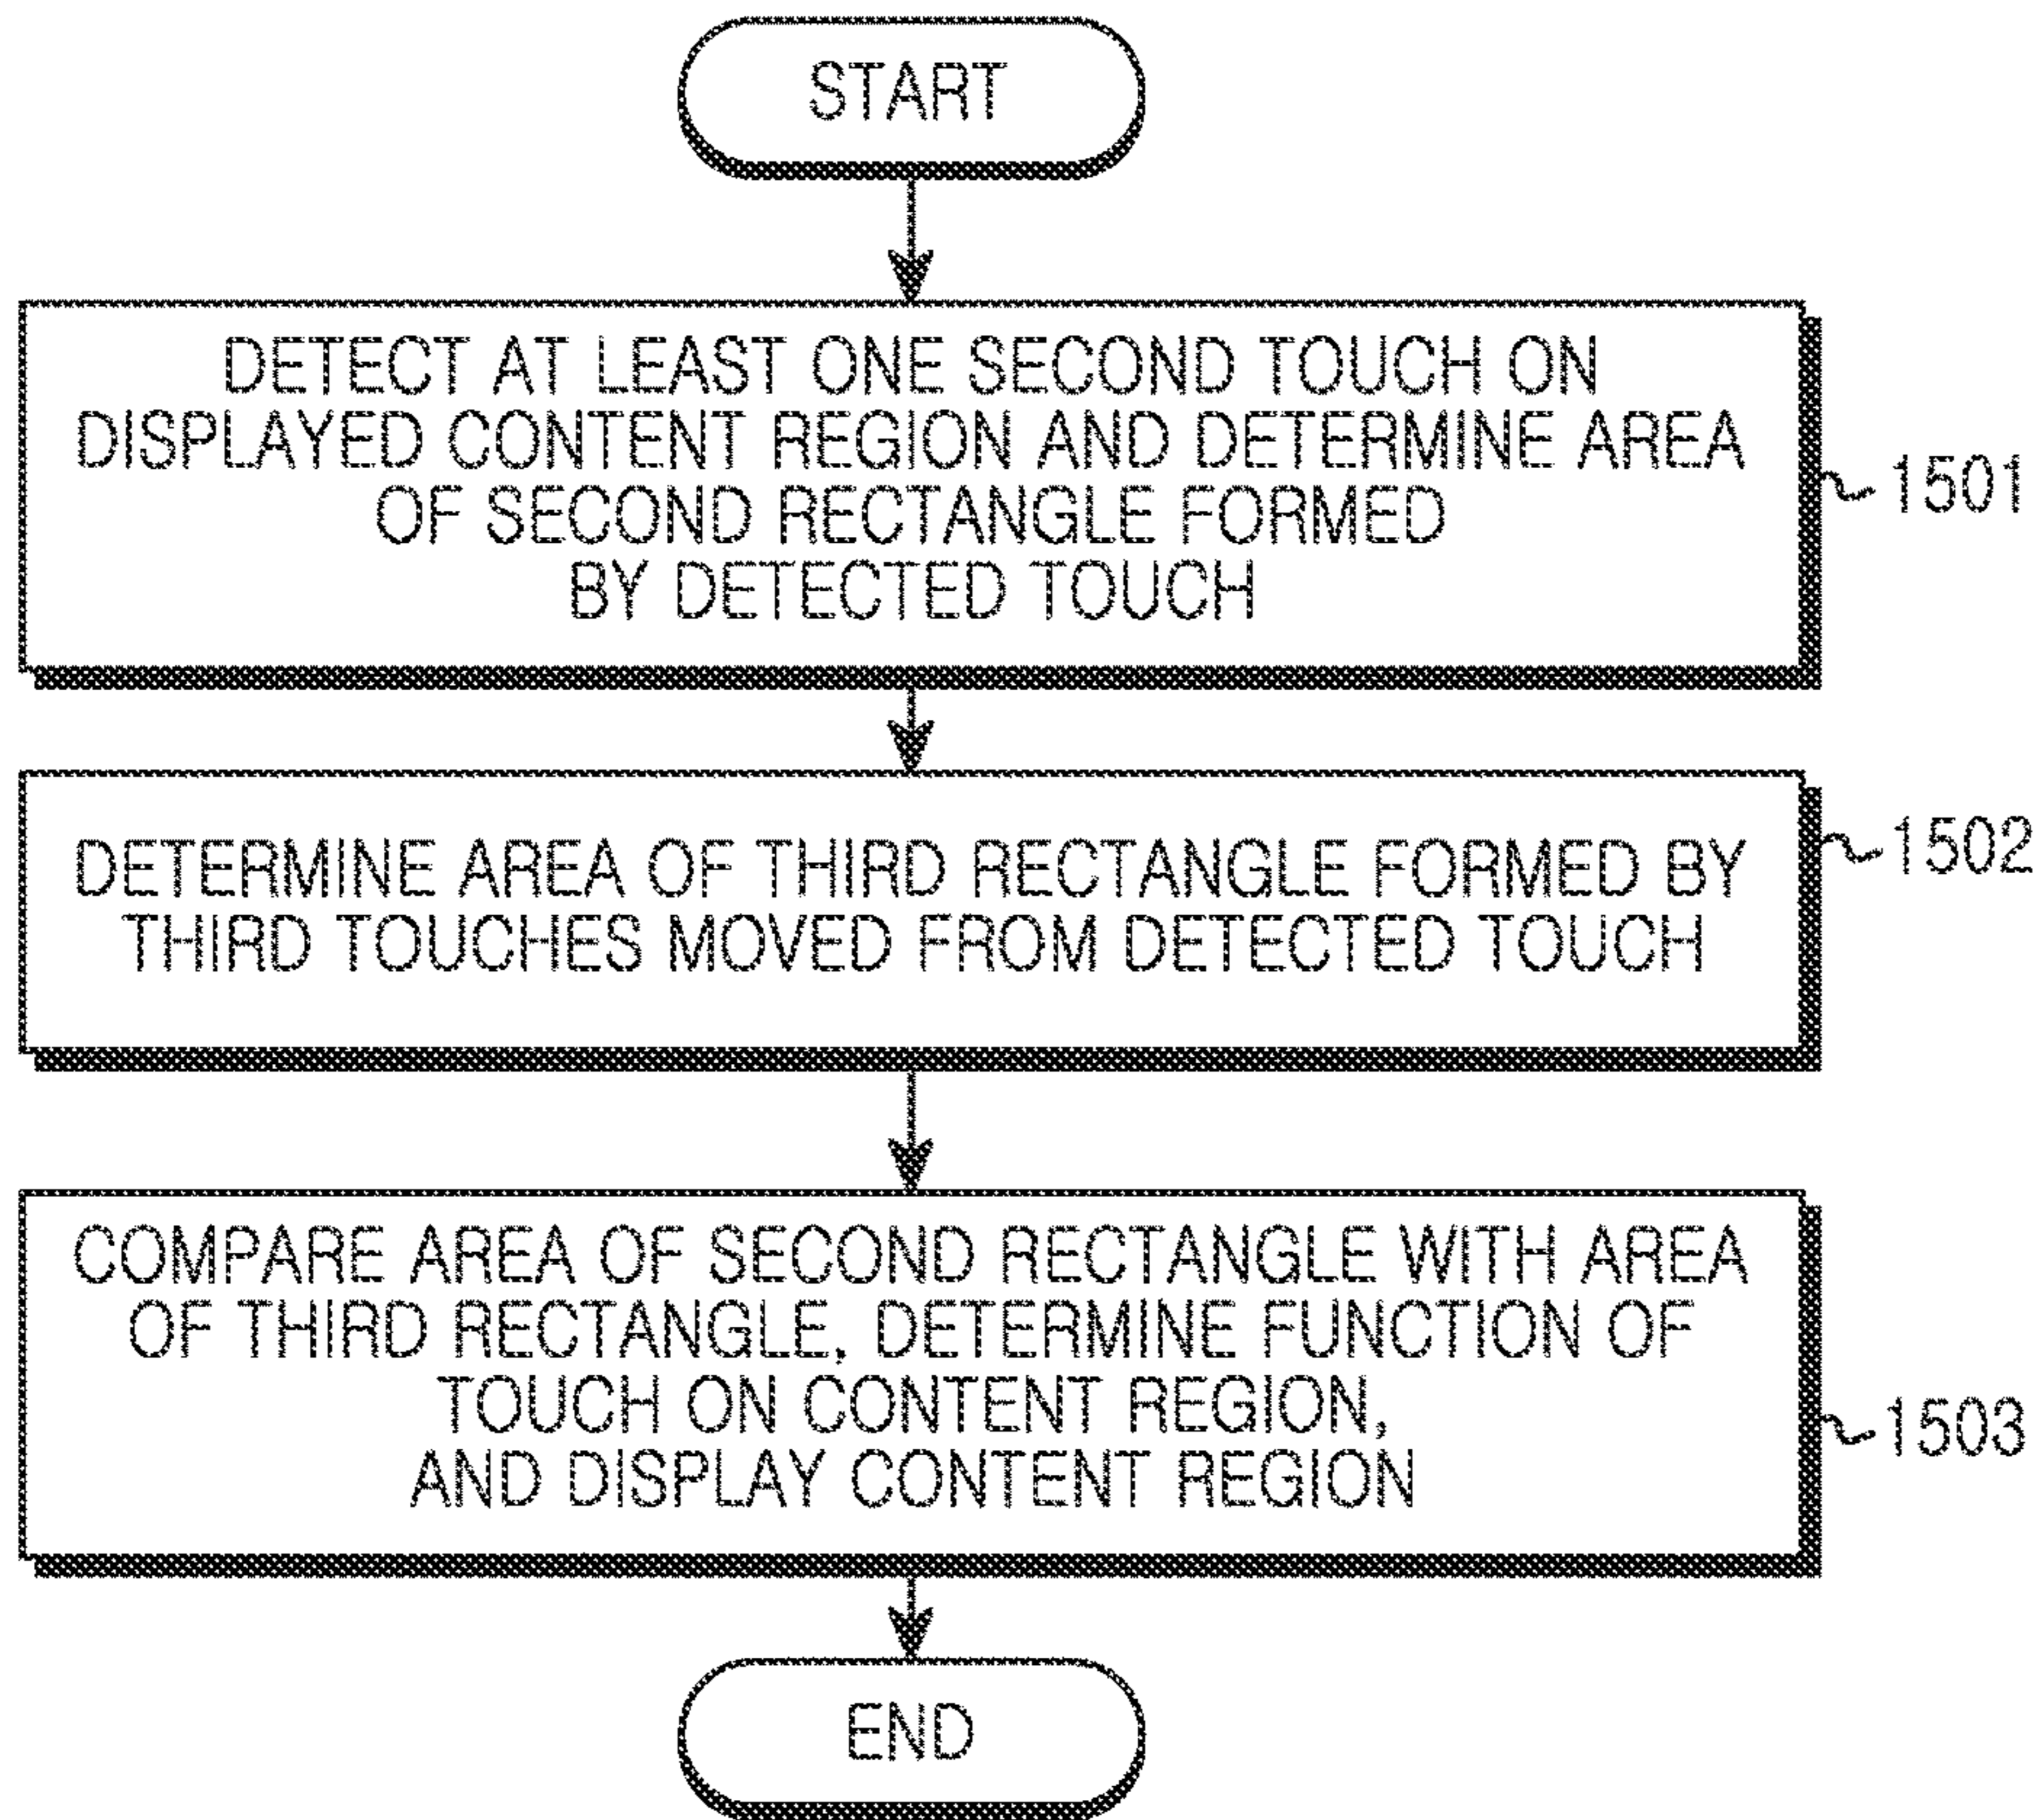 START
DETECT AT LEAST ONE SECOND TOUCH ON
DISPLAYED CONTENT REGION AND DETERMINE AREA
OF SECOND RECTANGLE FORMED
BY DETECTED TOUCH
1501
DETERMINE AREA OF THIRD RECTANGLE FORMED BY
THIRD TOUCHES MOVED FROM DETECTED TOUCH
1502
COMPARE AREA OF SECOND RECTANGLE WITH AREA
OF THIRD RECTANGLE, DETERMINE FUNCTION OF
TOUCH ON CONTENT REGION,
AND DISPLAY CONTENT REGION
1503
END